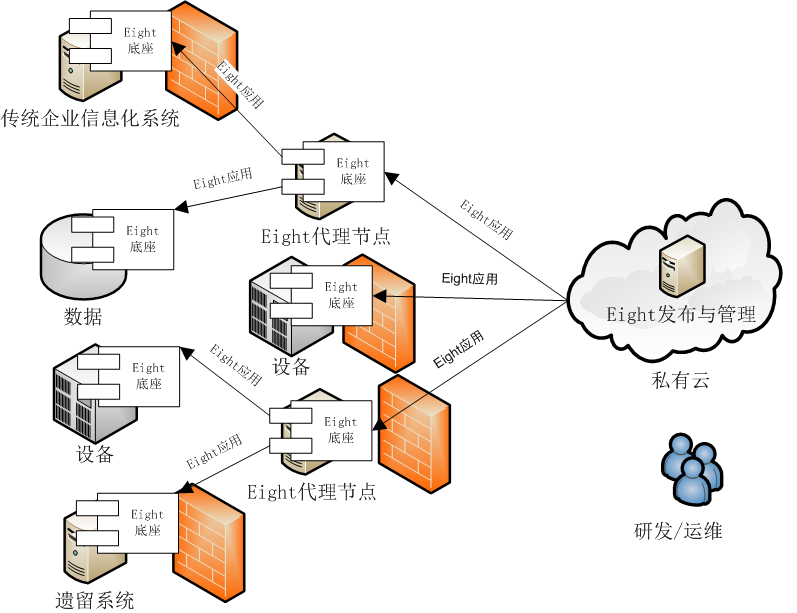 Eight
底座
Eight应用
传统企业信息化系统
Eight
底座
Eight应用
Eight应用
Eight代理节点
Eight
底座
数据
Eight
底座
Eight应用
设备
Eight发布与管理
私有云
Eight
底座
设备
Eight应用
Eight应用
Eight
底座
Eight应用
Eight代理节点
Eight
底座
遗留系统
研发/运维